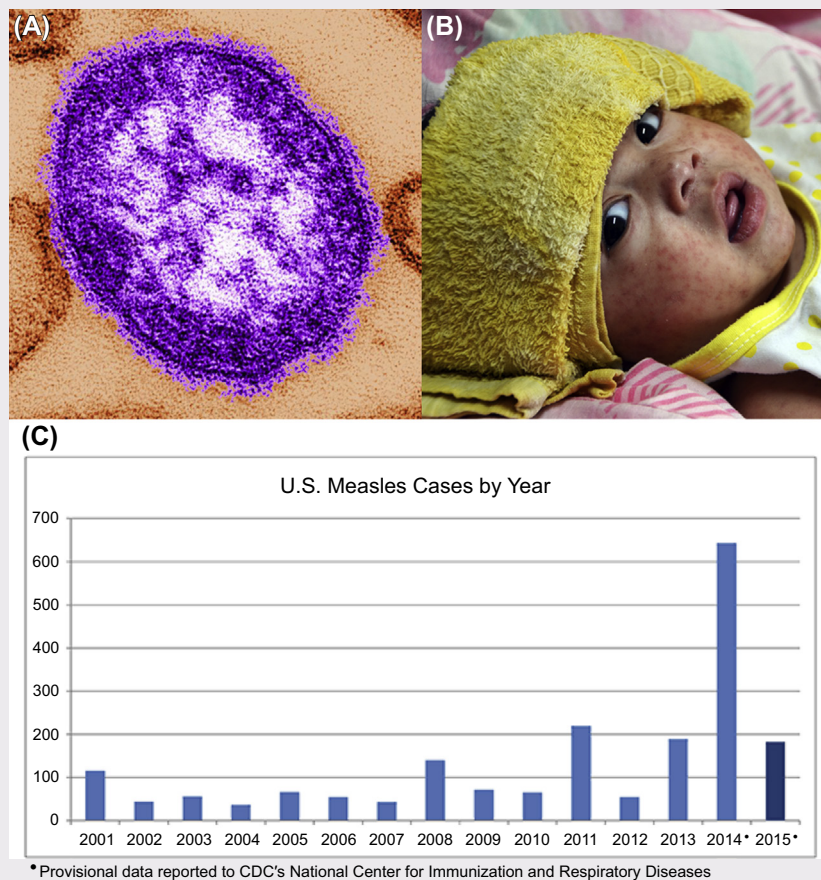 (A)
(B)
(C)
U.S. Measles Cases by Year
700
600
500
400
300
200
100
0
2001 2002 2003 2004 2005 2006 2007 2008 2009 2010 2011 2012 2013 2014• 2015•
• Provisional data reported to CDC's National Center for Immunization and Respiratory Diseases